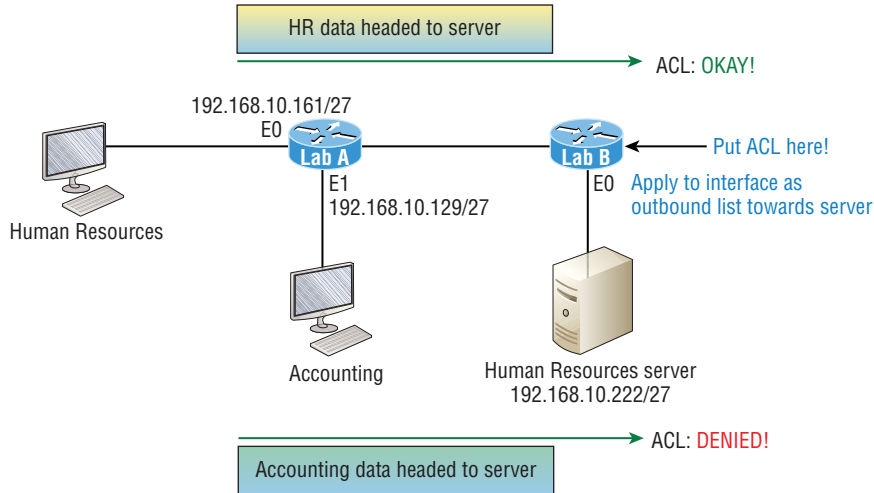 HR data headed to server
ACL: OKAY!
192.168.10.161/27
E0
Lab A
Lab B
Put ACL here!
E1
192.168.10.129/27
E0
Apply to interface as
outbound list towards server
Human Resources
Accounting
Human Resources server
192.168.10.222/27
ACL: DENIED!
Accounting data headed to server